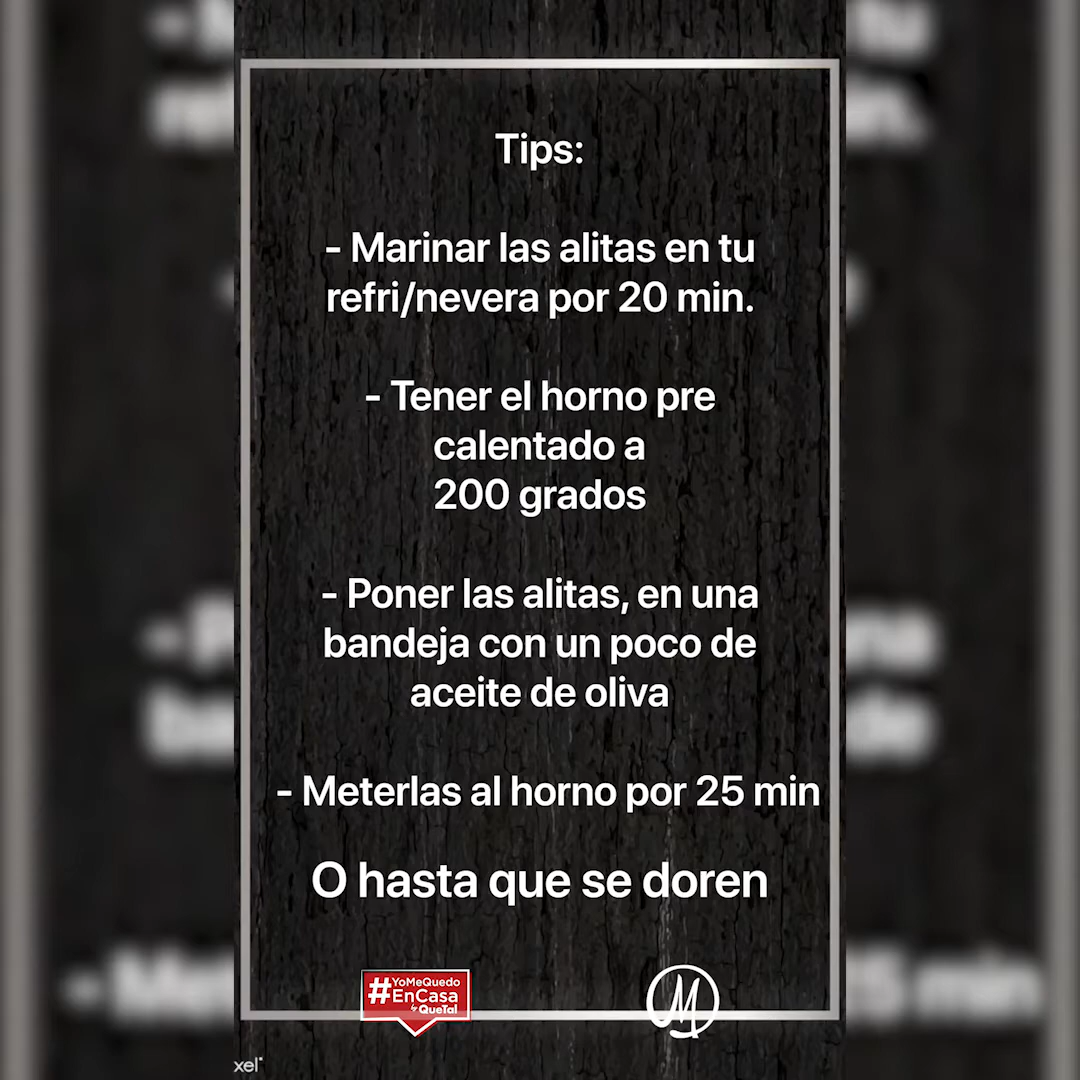 Tips:
- Marinar las alitas en tu
refri/nevera por 20 min.
- Tener el horno pre
calentado a
200 grados
- Poner las alitas, en una
bandeja con un poco de
aceite de oliva
- Meterlas al horno por 25 min
O hasta que se doren
#YoMeQuedo
EnCasa
by QueTal
M
xel